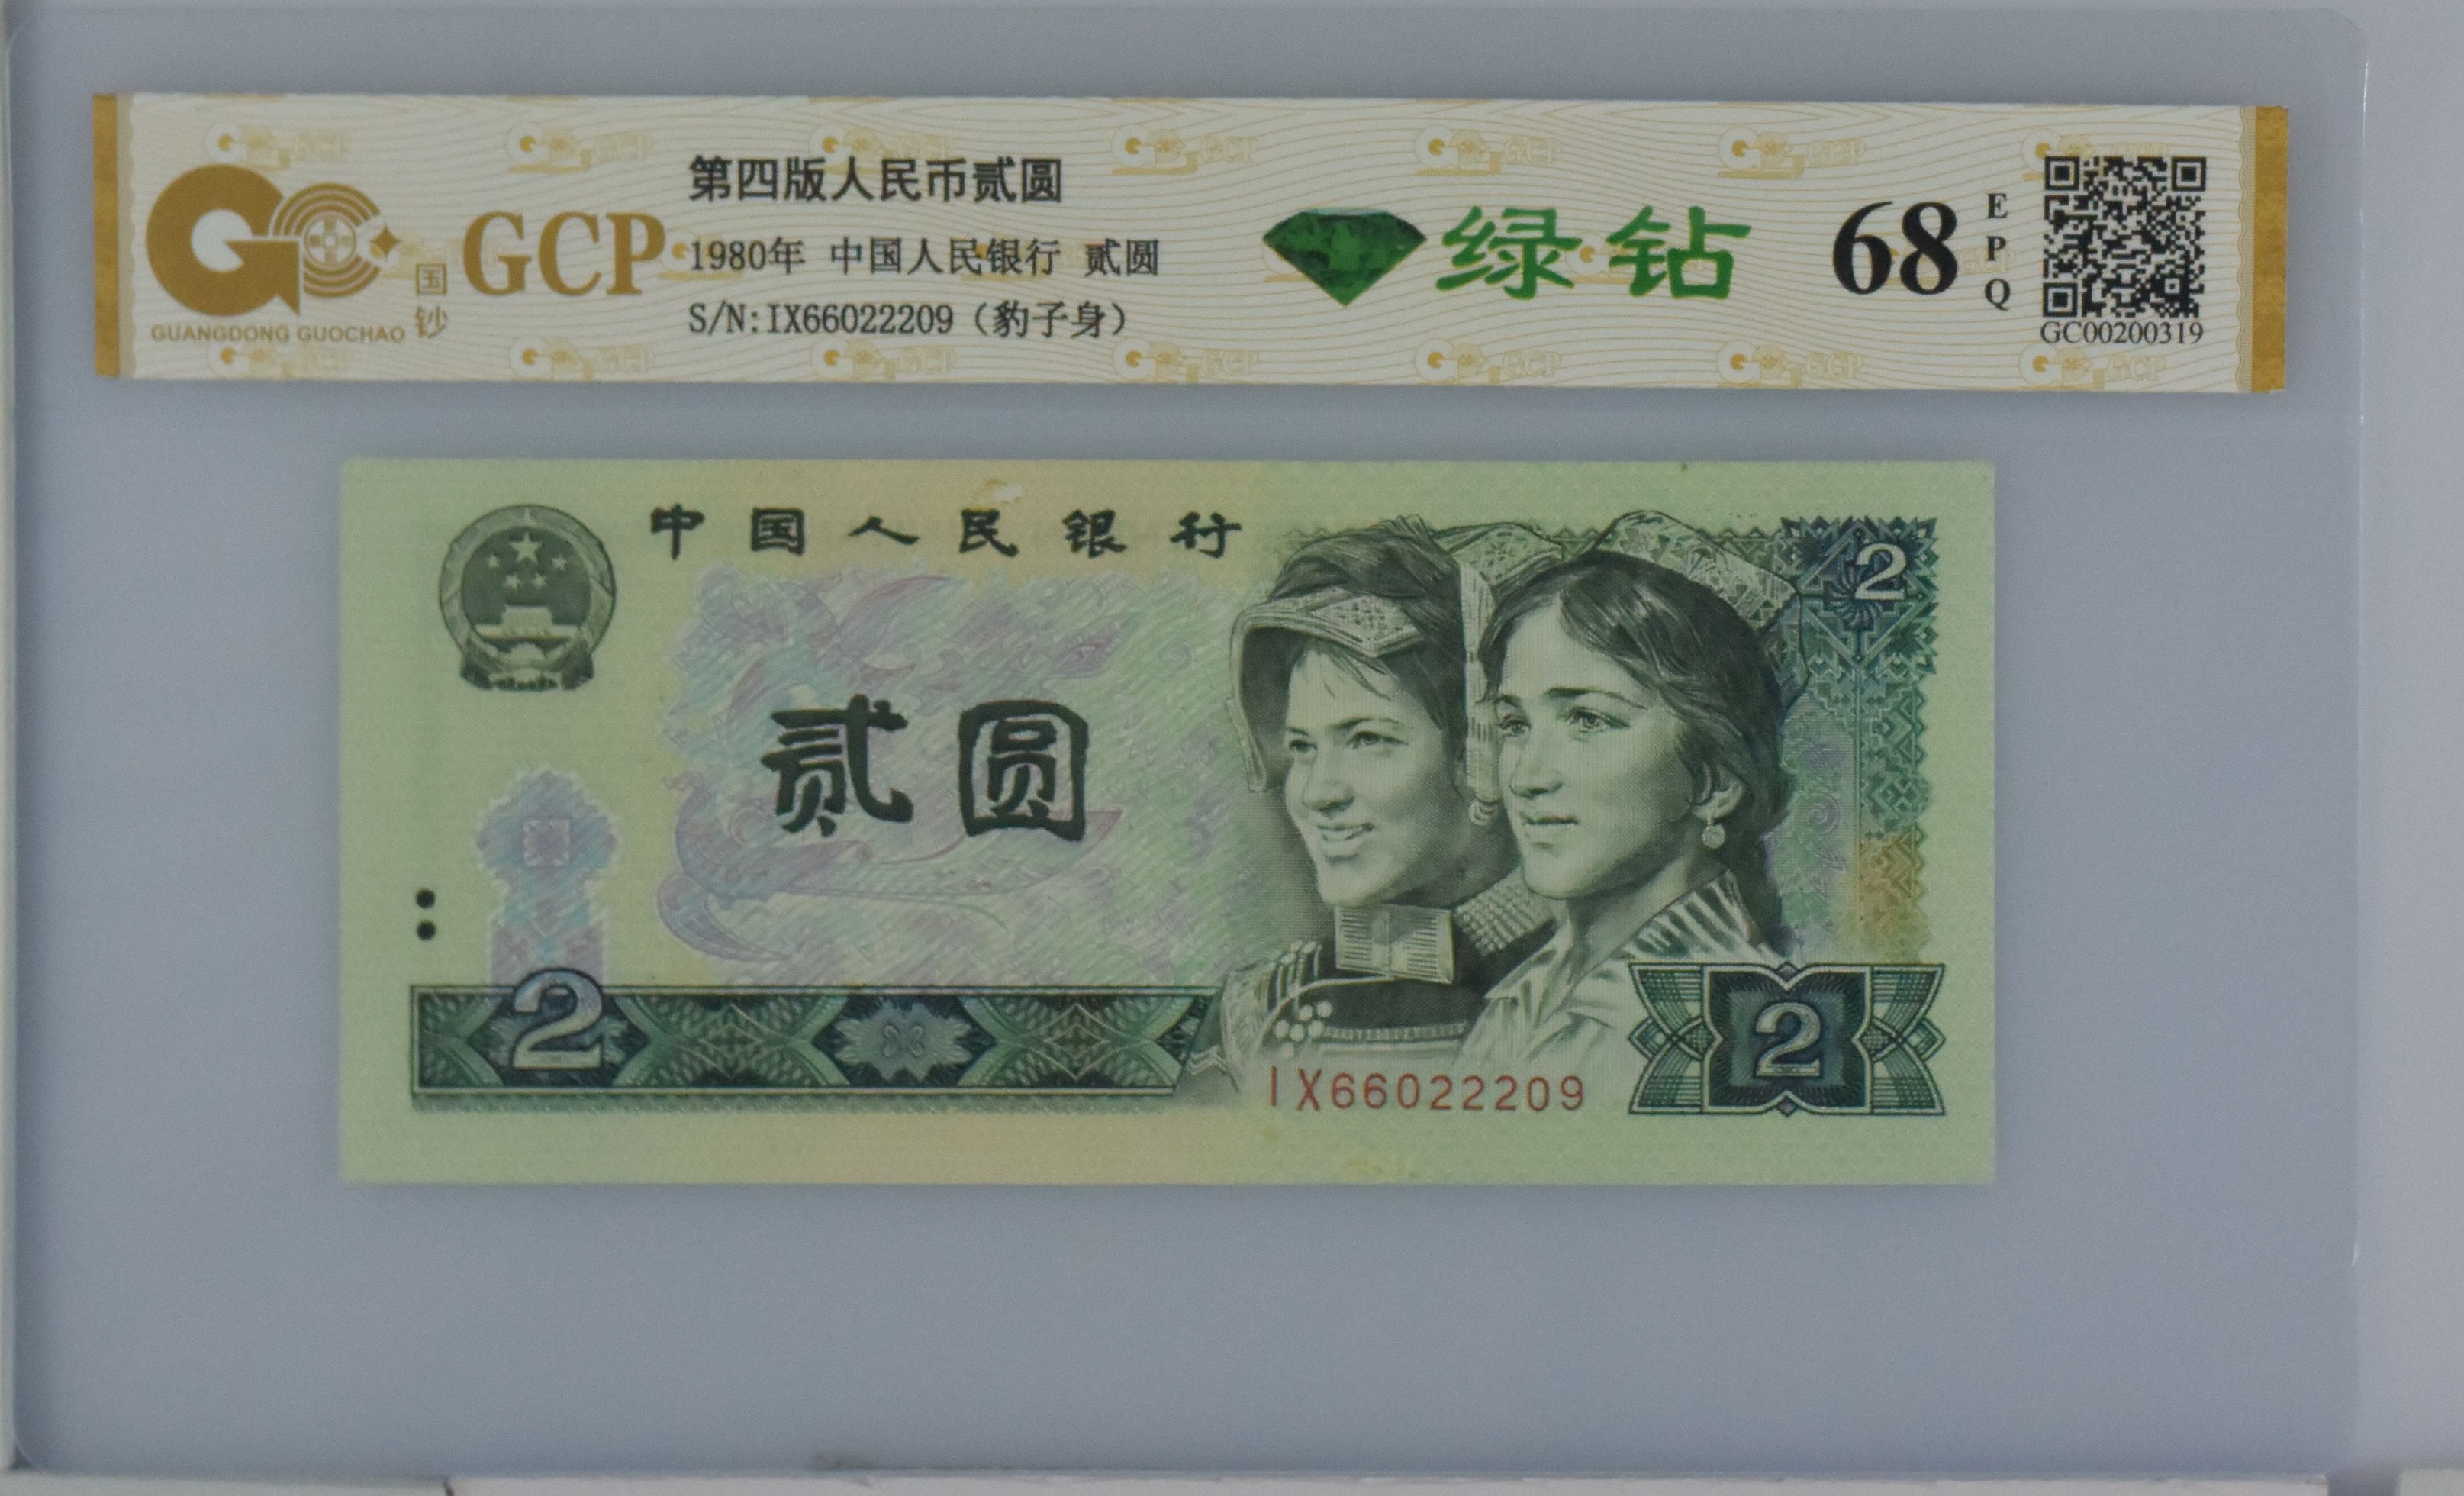 第四版人民币贰圆
国钞 GCP
1980年 中国人民银行 贰圆
绿钻
68
EPQ
S/N:IX66022209（豹子身）
GUANGDONG GUOCHAO
GC00200319
中国人民银行
2
贰圆
2
2
IX66022209